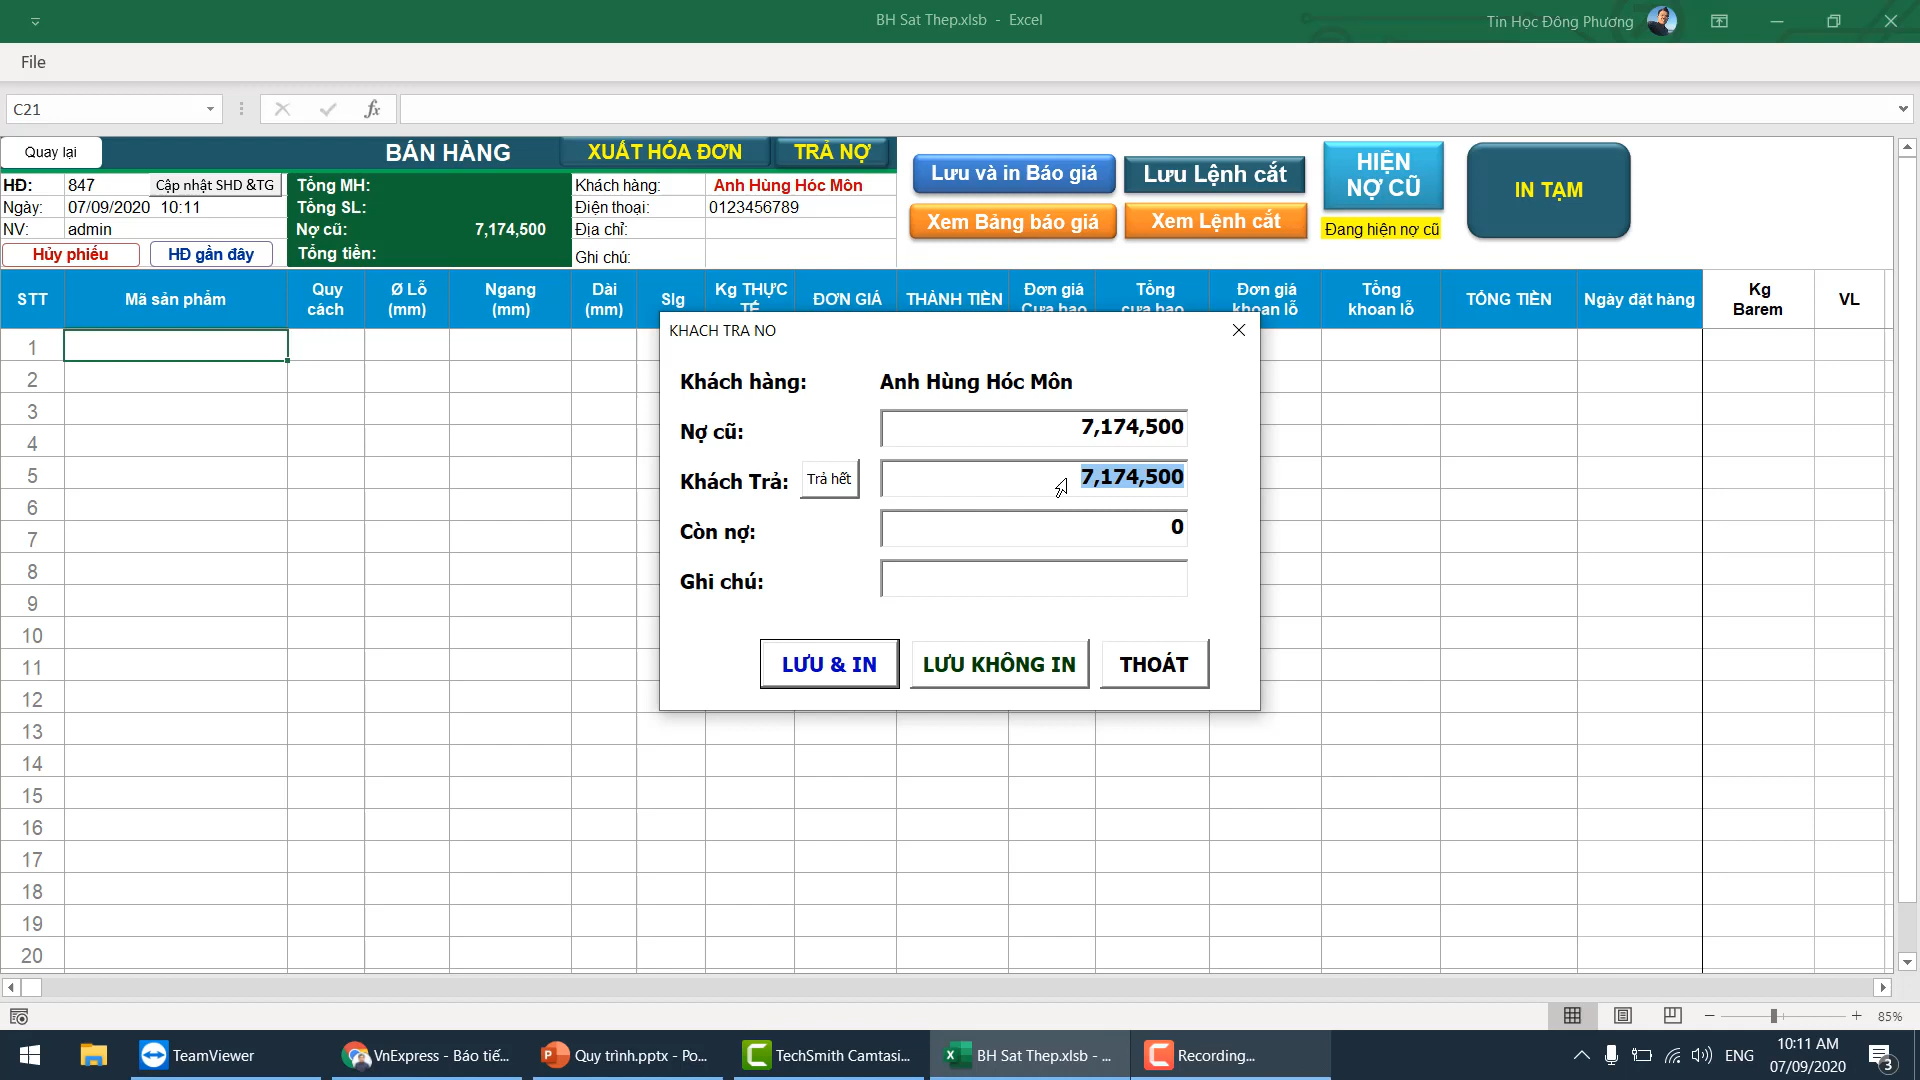 BH Sat Thep.xlsb - Excel
Tin Học Đông Phương
File
C21
fx
Quay lại
BÁN HÀNG
XUẤT HÓA ĐƠN
TRẢ NỢ
HĐ: 847 Cập nhật SHD &TG
Ngày: 07/09/2020 10:11
NV: admin
Hủy phiếu HĐ gần đây
Tổng MH:
Tổng SL:
Nợ cũ: 7,174,500
Tổng tiền:
Khách hàng: Anh Hùng Hóc Môn
Điện thoại: 0123456789
Địa chỉ:
Ghi chú:
Lưu và in Báo giá
Lưu Lệnh cắt
Xem Bảng báo giá
Xem Lệnh cắt
HIỆN
NỢ CŨ
Đang hiện nợ cũ
IN TẠM
STT
Mã sản phẩm
Quy
cách
Ø Lỗ
(mm)
Ngang
(mm)
Dài
(mm)
Slg
Kg THỰC
TẾ
ĐƠN GIÁ
THÀNH TIỀN
Đơn giá
Cưa hao
Tổng
cưa hao
Đơn giá
khoan lỗ
Tổng
khoan lỗ
TỔNG TIỀN
Ngày đặt hàng
Kg
Barem
VL
1
2
3
4
5
6
7
8
9
10
11
12
13
14
15
16
17
18
19
20
KHACH TRA NO
Khách hàng: Anh Hùng Hóc Môn
Nợ cũ: 7,174,500
Khách Trả: Trả hết 7,174,500
Còn nợ: 0
Ghi chú:
LƯU & IN
LƯU KHÔNG IN
THOÁT
85%
TeamViewer
VnExpress - Báo tiế...
Quy trình.pptx - Po...
TechSmith Camtasi...
BH Sat Thep.xlsb - ...
Recording...
ENG
10:11 AM
07/09/2020
3